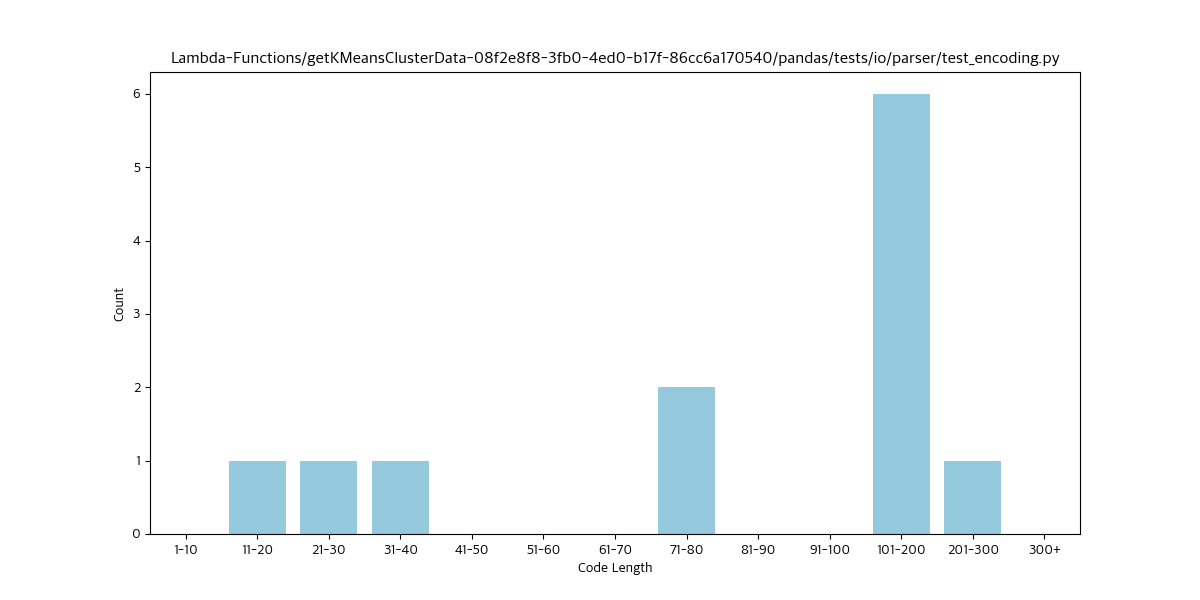 Lambda-Functions/getKMeansClusterData-08f2e8f8-3fb0-4ed0-b17f-86cc6a170540/pandas/tests/io/parser/test_encoding.py
Count
6
5
4
3
2
1
0
1-10 11-20 21-30 31-40 41-50 51-60 61-70 71-80 81-90 91-100 101-200 201-300 300+
Code Length